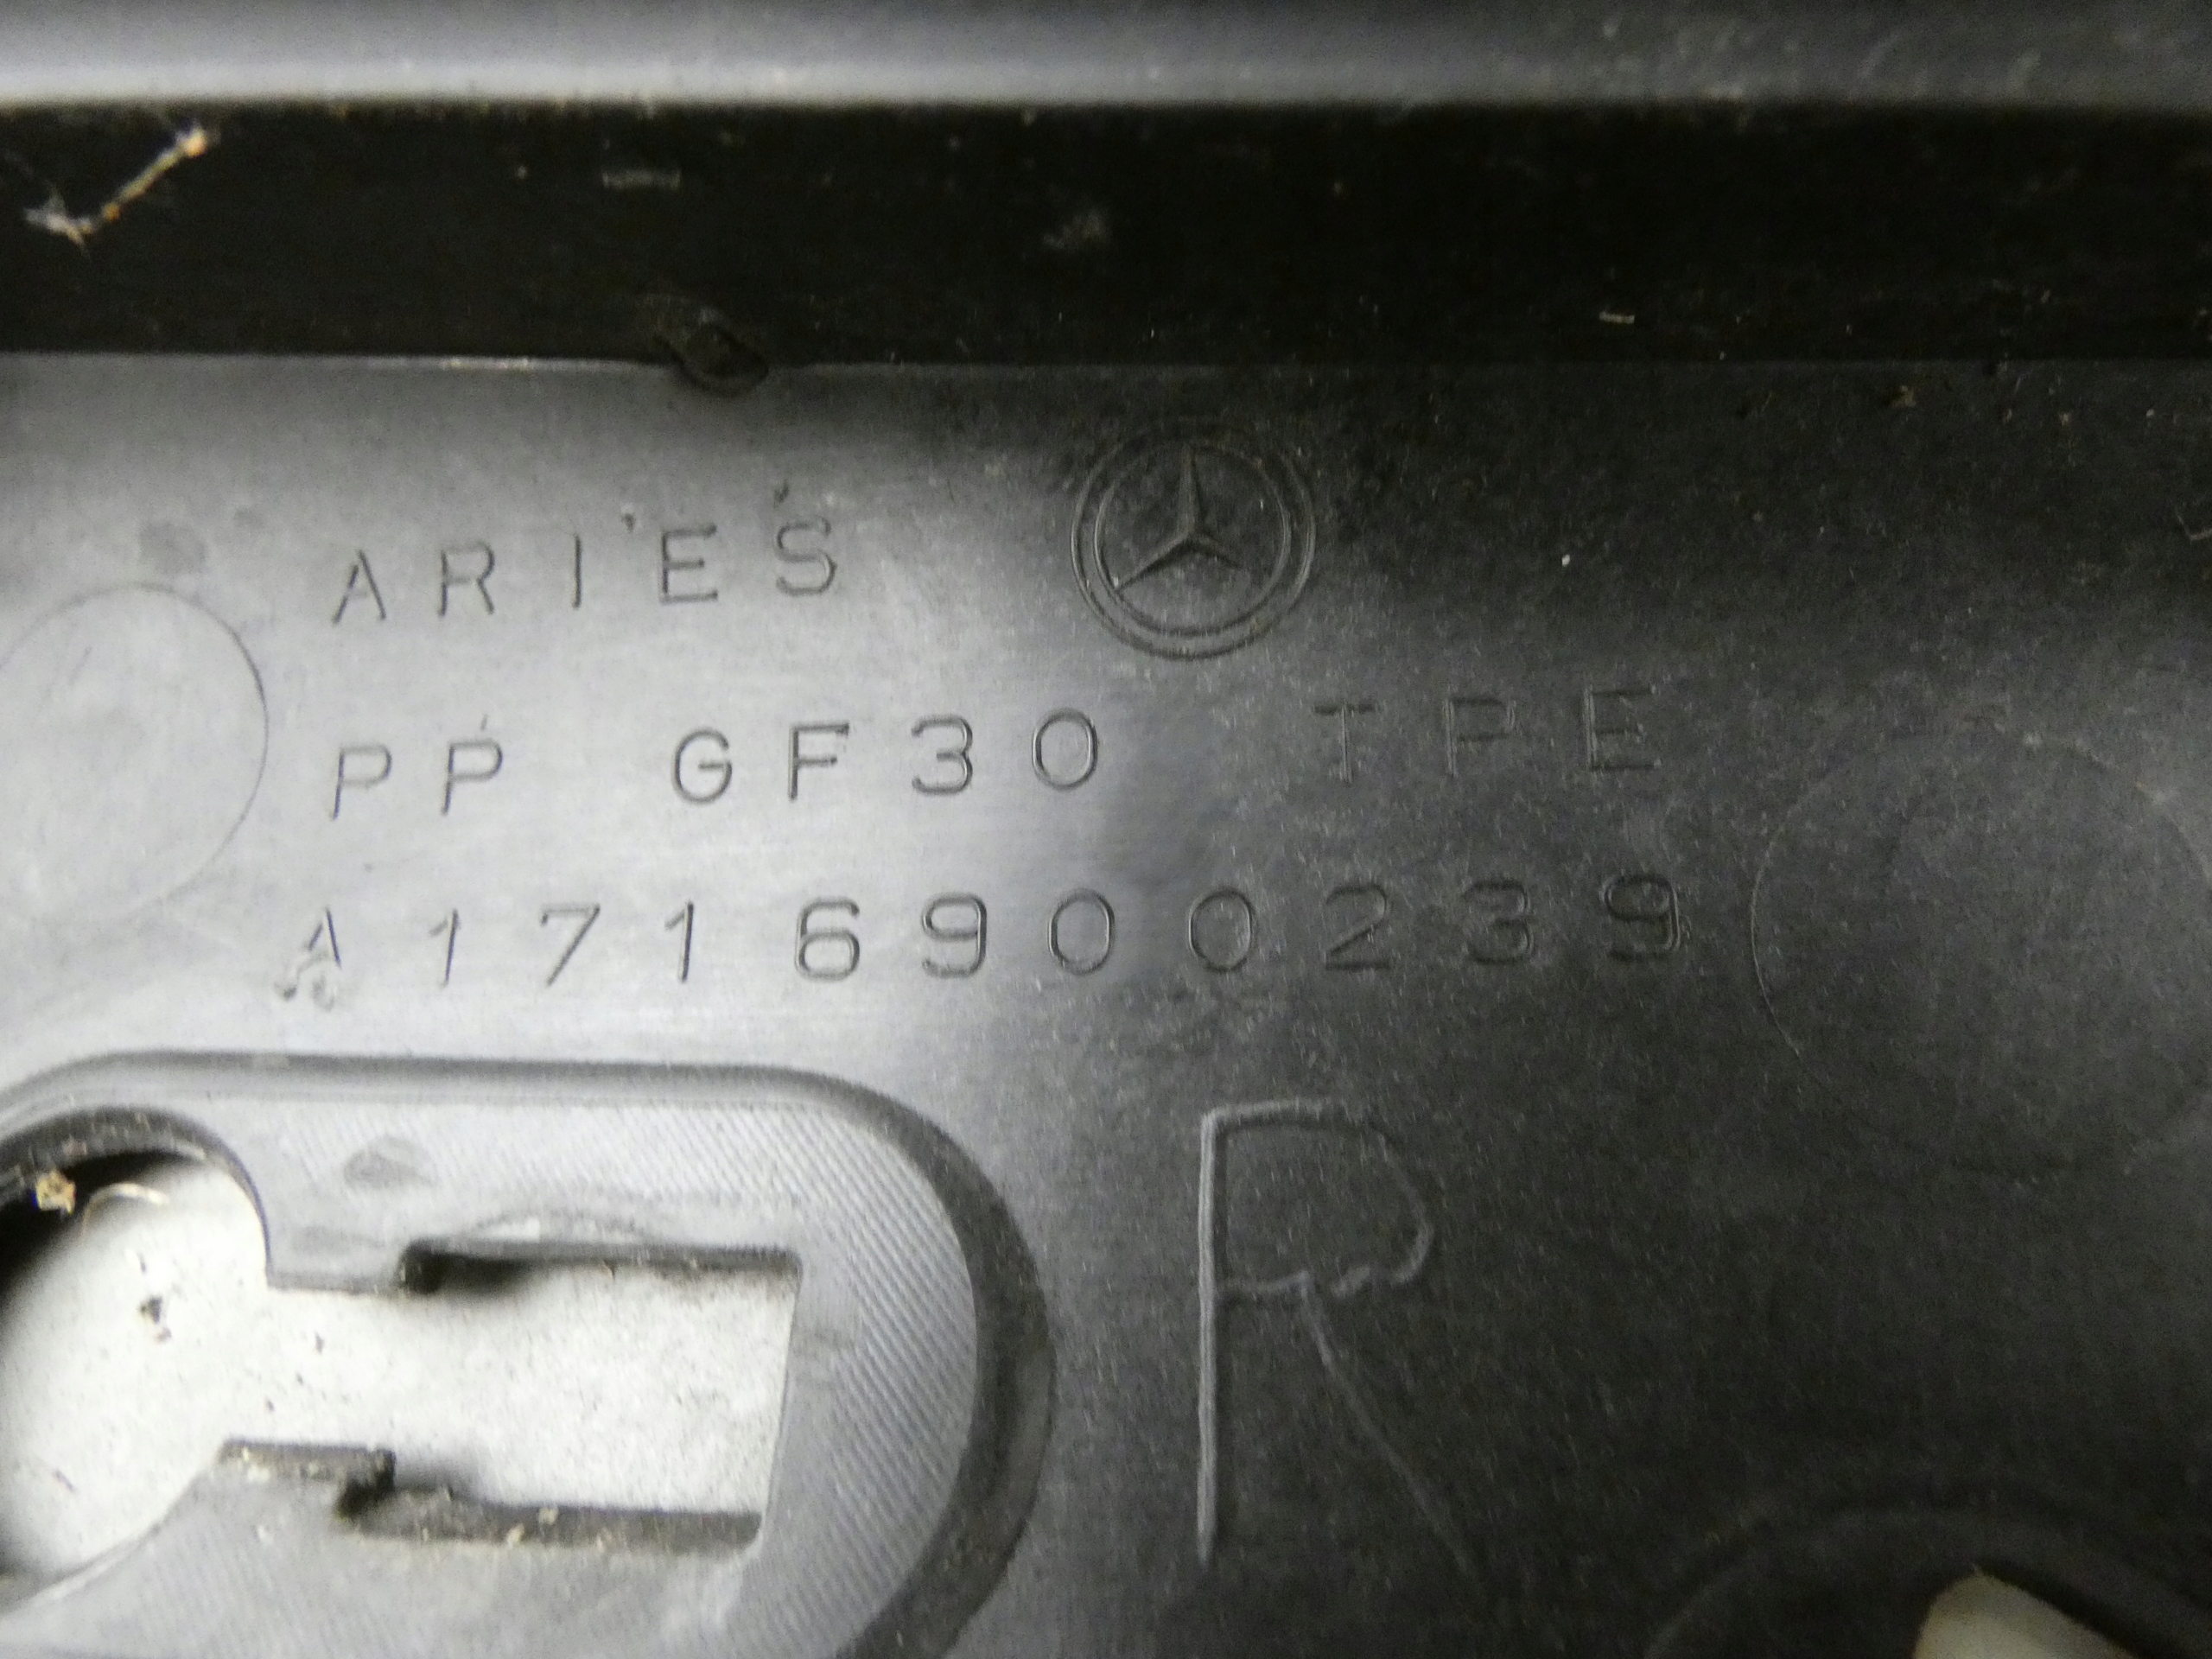 ARIES
PP GF30 TPE
A1716900239
R